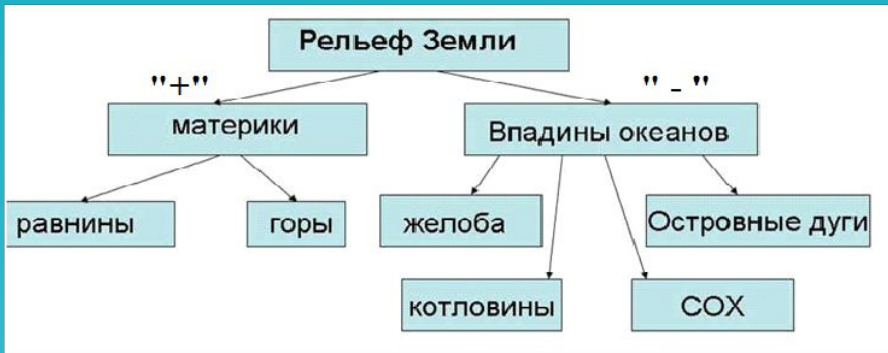 Рельеф Земли
"+"
" - "
материки
Впадины океанов
равнины
горы
желоба
Островные дуги
котловины
СОХ